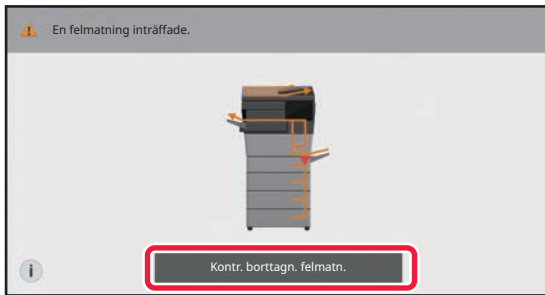 En felmatning inträffade.
i
Kontr. borttagn. felmatn.